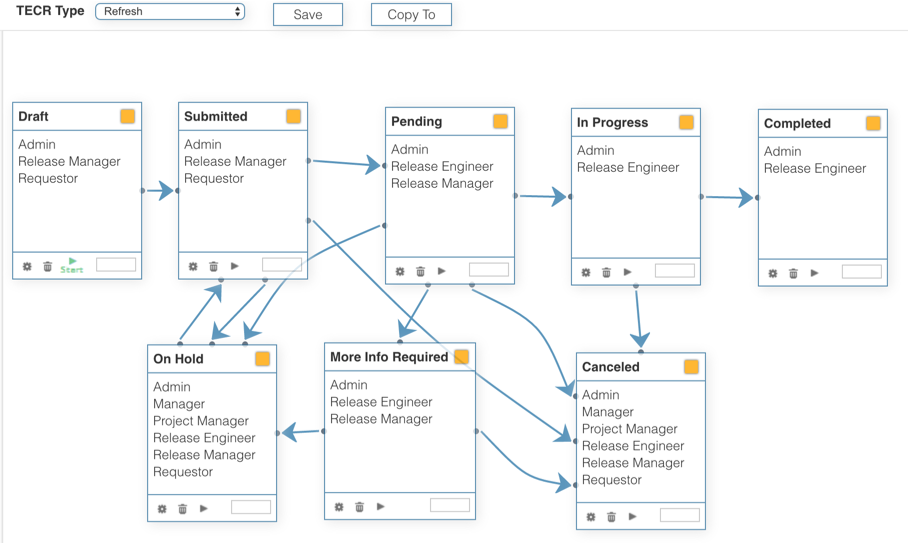 TECR Type Refresh Save Copy To
Draft
Admin
Release Manager
Requestor
Start
Submitted
Admin
Release Manager
Requestor
Pending
Admin
Release Engineer
Release Manager
In Progress
Admin
Release Engineer
Completed
Admin
Release Engineer
On Hold
Admin
Manager
Project Manager
Release Engineer
Release Manager
Requestor
More Info Required
Admin
Release Engineer
Release Manager
Canceled
Admin
Manager
Project Manager
Release Engineer
Release Manager
Requestor